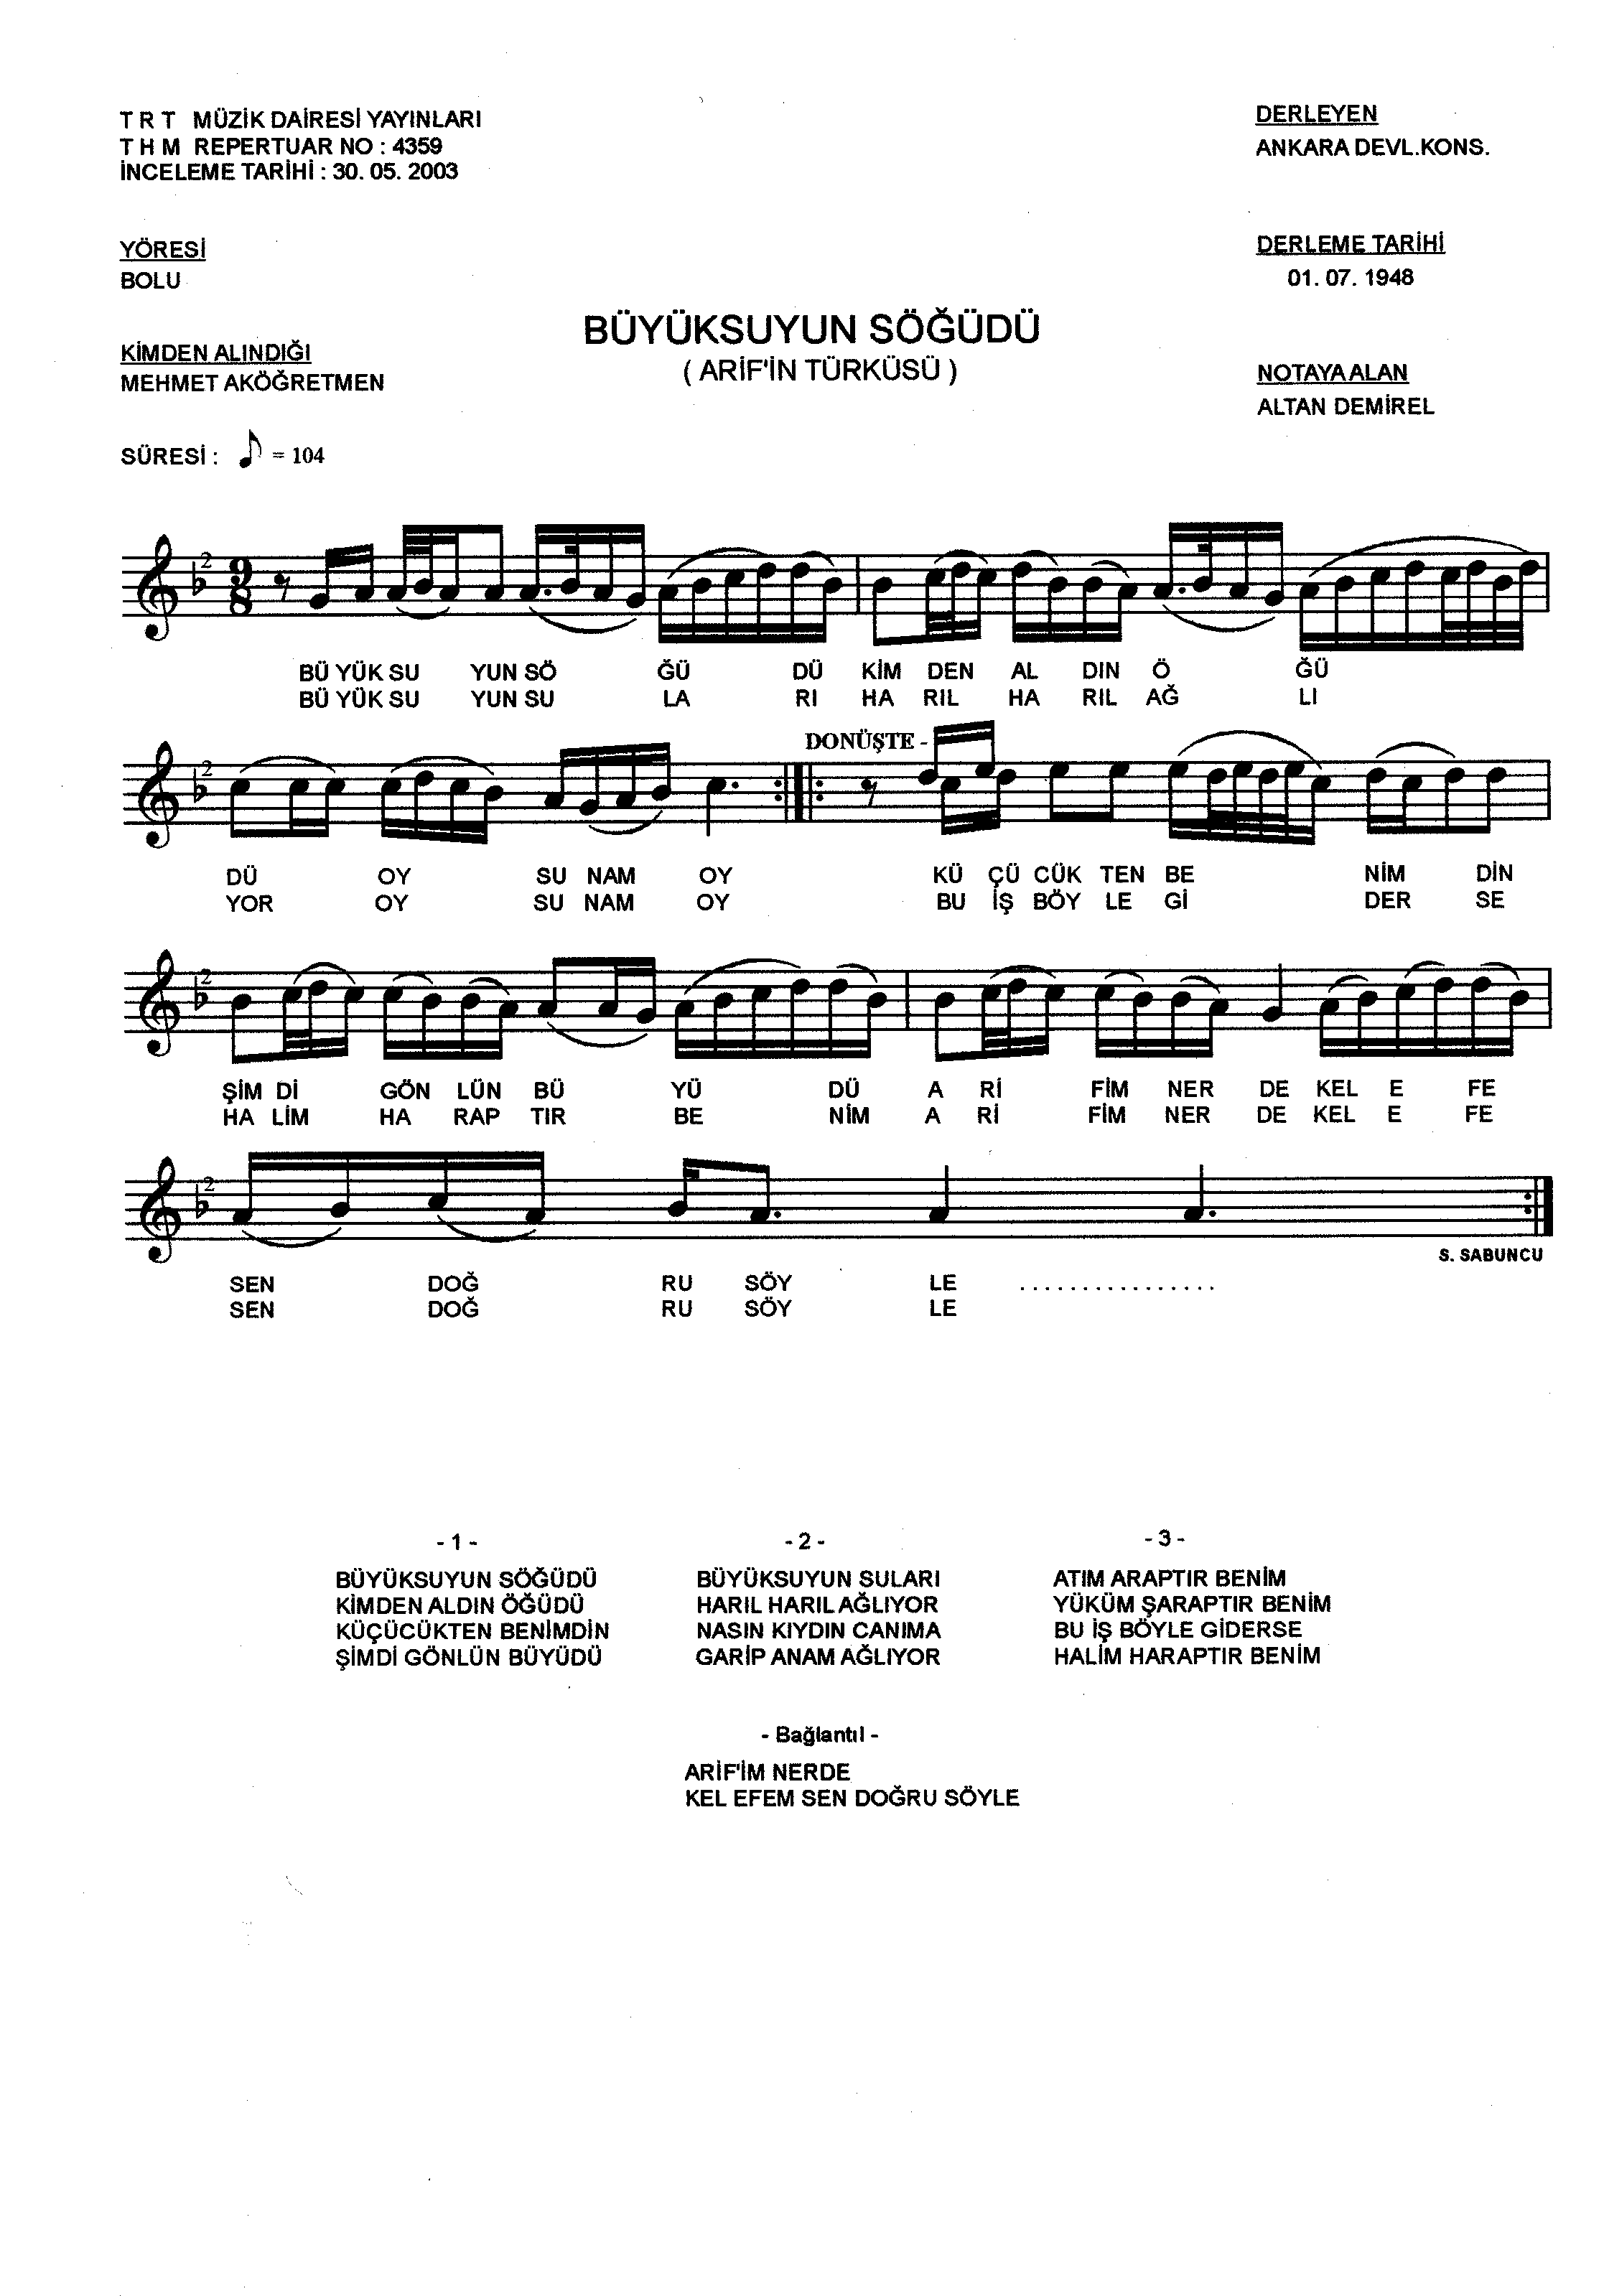 T R T MÜZİK DAİRESİ YAYINLARI
T H M REPERTUAR NO : 4359
İNCELEME TARİHİ : 30. 05. 2003
DERLEYEN
ANKARA DEVL.KONS.
YÖRESİ
BOLU
DERLEME TARİHİ
01. 07. 1948
BÜYÜKSUYUN SÖĞÜDÜ
( ARİF'İN TÜRKÜSÜ )
KİMDEN ALINDIĞI
MEHMET AKÖĞRETMEN
NOTAYA ALAN
ALTAN DEMİREL
SÜRESİ : ♪ = 104
2 9 8
BÜ YÜK SU YUN SÖ ĞÜ DÜ KİM DEN AL DIN Ö ĞÜ
BÜ YÜK SU YUN SU LA RI HA RIL HA RIL AĞ LI
DONÜŞTE -
2
DÜ OY SU NAM OY KÜ ÇÜ CÜK TEN BE NİM DİN
YOR OY SU NAM OY BU İŞ BÖY LE Gİ DER SE
2
ŞİM Dİ GÖN LÜN BÜ YÜ DÜ A Rİ FİM NER DE KEL E FE
HA LİM HA RAP TIR BE NİM A Rİ FİM NER DE KEL E FE
2
S. SABUNCU
SEN DOĞ RU SÖY LE ................
SEN DOĞ RU SÖY LE
- 1 -
BÜYÜKSUYUN SÖĞÜDÜ
KİMDEN ALDIN ÖĞÜDÜ
KÜÇÜCÜKTEN BENİMDİN
ŞİMDİ GÖNLÜN BÜYÜDÜ
- 2 -
BÜYÜKSUYUN SULARI
HARIL HARIL AĞLIYOR
NASIN KIYDIN CANIMA
GARİP ANAM AĞLIYOR
- 3 -
ATIM ARAPTIR BENİM
YÜKÜM ŞARAPTIR BENİM
BU İŞ BÖYLE GİDERSE
HALİM HARAPTIR BENİM
- Bağlantıl -
ARİF'İM NERDE
KEL EFEM SEN DOĞRU SÖYLE